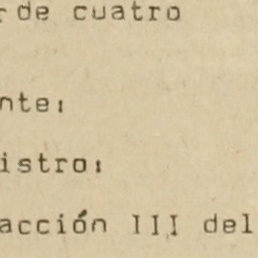 r de cuatro
nte:
istro:
acción III del